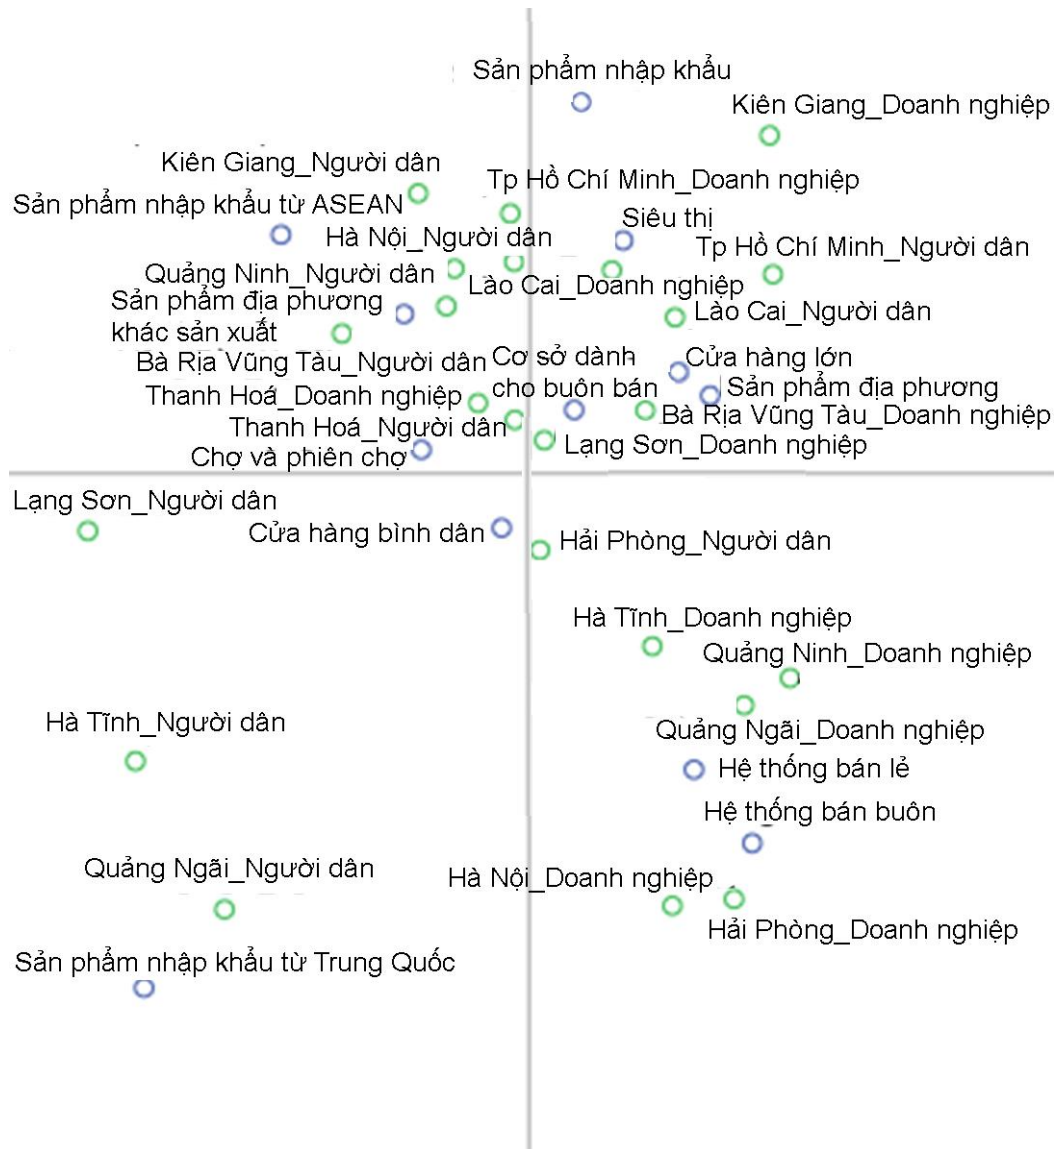 Sản phẩm nhập khẩu
Kiên Giang_Doanh nghiệp
Kiên Giang_Người dân
Tp Hồ Chí Minh_Doanh nghiệp
Sản phẩm nhập khẩu từ ASEAN
Siêu thị
Hà Nội_Người dân
Tp Hồ Chí Minh_Người dân
Quảng Ninh_Người dân
Lào Cai_Doanh nghiệp
Sản phẩm địa phương
khác sản xuất
Lào Cai_Người dân
Bà Rịa Vũng Tàu_Người dân
Cơ sở dành
cho buôn bán
Cửa hàng lớn
Sản phẩm địa phương
Thanh Hoá_Doanh nghiệp
Bà Rịa Vũng Tàu_Doanh nghiệp
Thanh Hoá_Người dân
Lạng Sơn_Doanh nghiệp
Chợ và phiên chợ
Lạng Sơn_Người dân
Cửa hàng bình dân
Hải Phòng_Người dân
Hà Tĩnh_Doanh nghiệp
Quảng Ninh_Doanh nghiệp
Hà Tĩnh_Người dân
Quảng Ngãi_Doanh nghiệp
Hệ thống bán lẻ
Hệ thống bán buôn
Quảng Ngãi_Người dân
Hà Nội_Doanh nghiệp
Hải Phòng_Doanh nghiệp
Sản phẩm nhập khẩu từ Trung Quốc